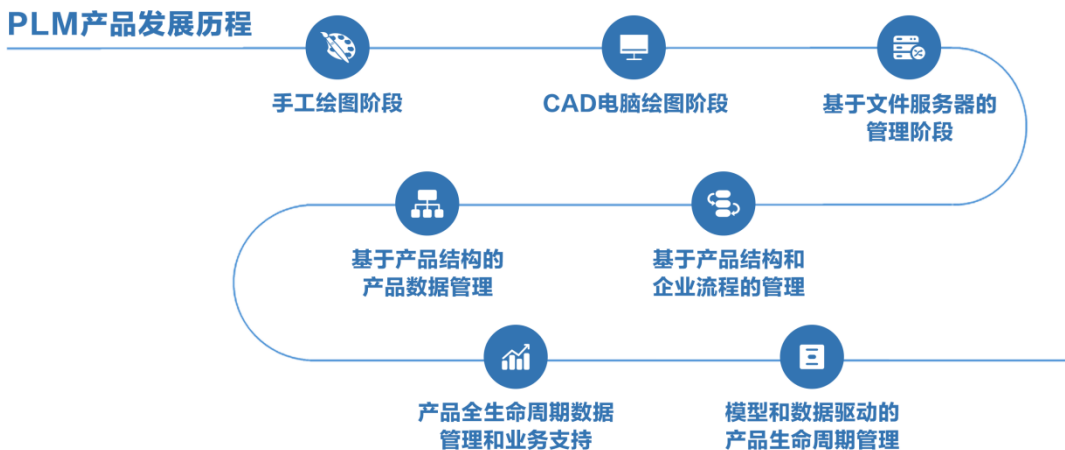 PLM产品发展历程
手工绘图阶段
CAD电脑绘图阶段
基于文件服务器的
管理阶段
基于产品结构的
产品数据管理
基于产品结构和
企业流程的管理
产品全生命周期数据
管理和业务支持
模型和数据驱动的
产品生命周期管理